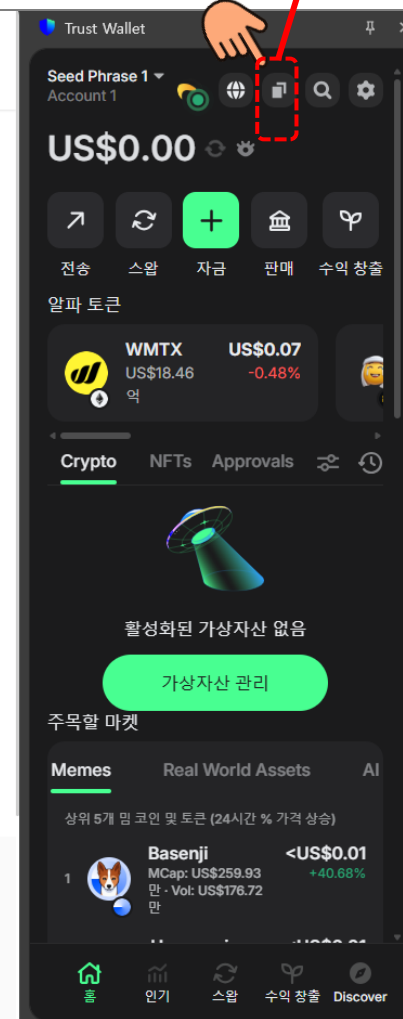 Trust Wallet
Seed Phrase 1
Account 1
US$0.00
전송 스왑 자금 판매 수익 창출
알파 토큰
WMTX US$0.07
US$18.46 -0.48%
억
Crypto NFTs Approvals
활성화된 가상자산 없음
가상자산 관리
주목할 마켓
Memes Real World Assets AI
상위 5개 밈 코인 및 토큰 (24시간 % 가격 상승)
1 Basenji <US$0.01
MCap: US$259.93 +40.68%
만 · Vol: US$176.72
만
홈 인기 스왑 수익 창출 Discover